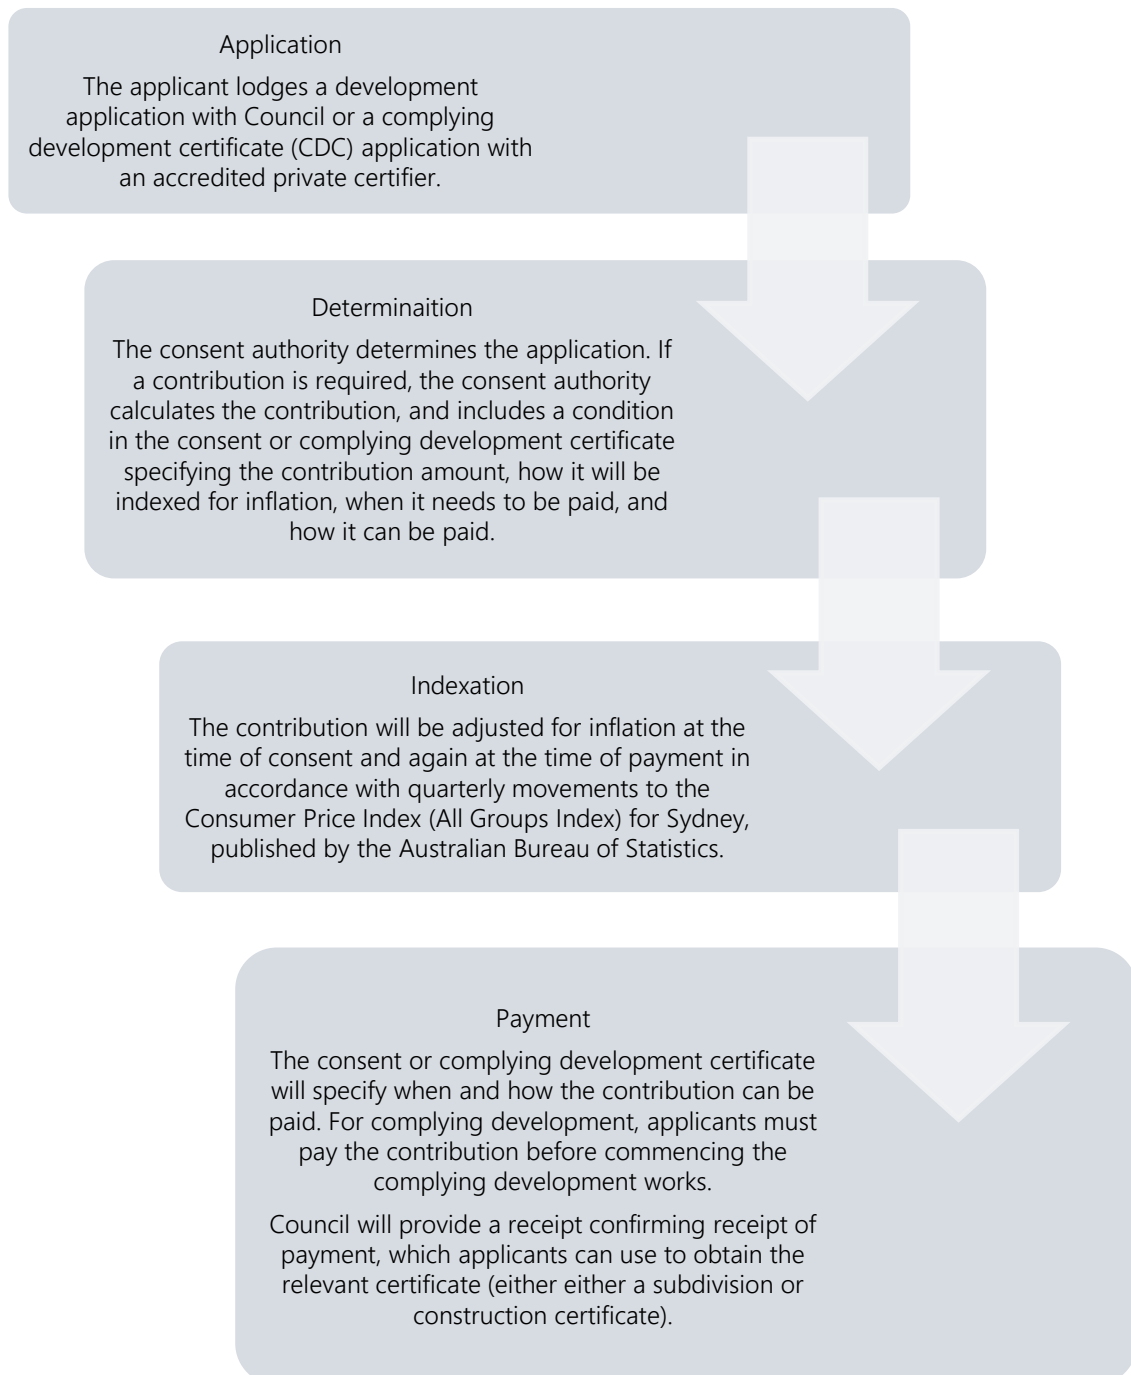 Application
The applicant lodges a development
application with Council or a complying
development certificate (CDC) application with
an accredited private certifier.
Determinaition
The consent authority determines the application. If
a contribution is required, the consent authority
calculates the contribution, and includes a condition
in the consent or complying development certificate
specifying the contribution amount, how it will be
indexed for inflation, when it needs to be paid, and
how it can be paid.
Indexation
The contribution will be adjusted for inflation at the
time of consent and again at the time of payment in
accordance with quarterly movements to the
Consumer Price Index (All Groups Index) for Sydney,
published by the Australian Bureau of Statistics.
Payment
The consent or complying development certificate
will specify when and how the contribution can be
paid. For complying development, applicants must
pay the contribution before commencing the
complying development works.
Council will provide a receipt confirming receipt of
payment, which applicants can use to obtain the
relevant certificate (either either a subdivision or
construction certificate).